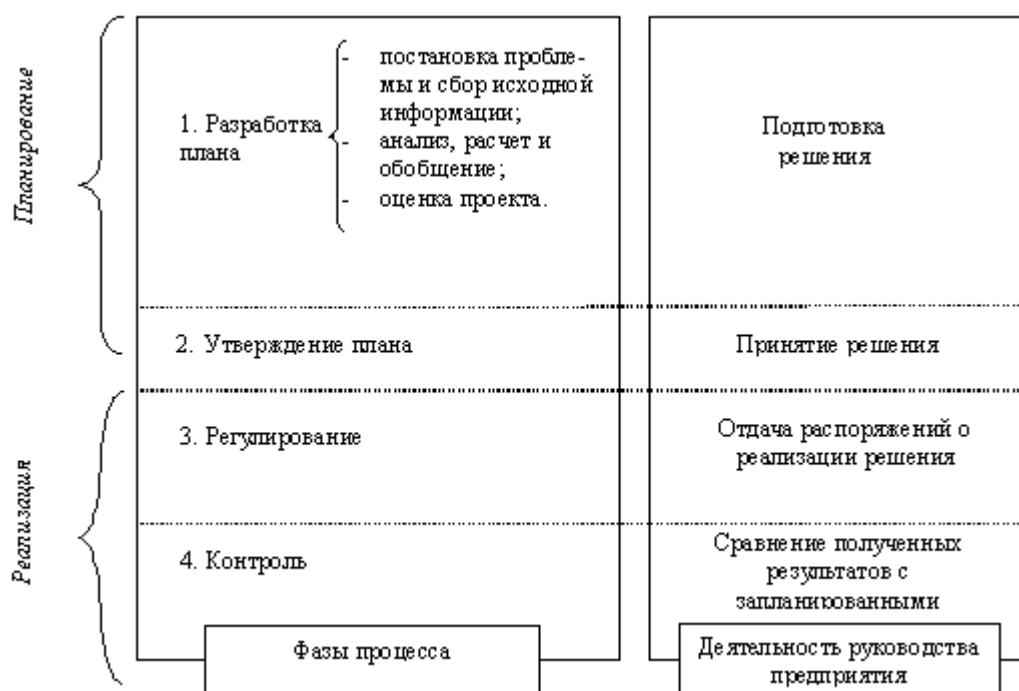 Планирование
1. Разработка
плана
- постановка пробле-
мы и сбор исходной
информации;
- анализ, расчет и
обобщение;
- оценка проекта.
Подготовка
решения
2. Утверждение плана
Принятие решения
Реализация
3. Регулирование
Отдача распоряжений о
реализации решения
4. Контроль
Сравнение полученных
результатов с
запланированными
Фазы процесса
Деятельность руководства
предприятия